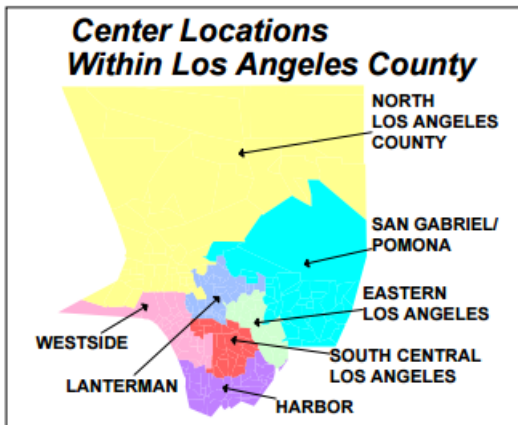 Center Locations
Within Los Angeles County
NORTH
LOS ANGELES
COUNTY
SAN GABRIEL/
POMONA
EASTERN
LOS ANGELES
WESTSIDE
SOUTH CENTRAL
LOS ANGELES
LANTERMAN
HARBOR